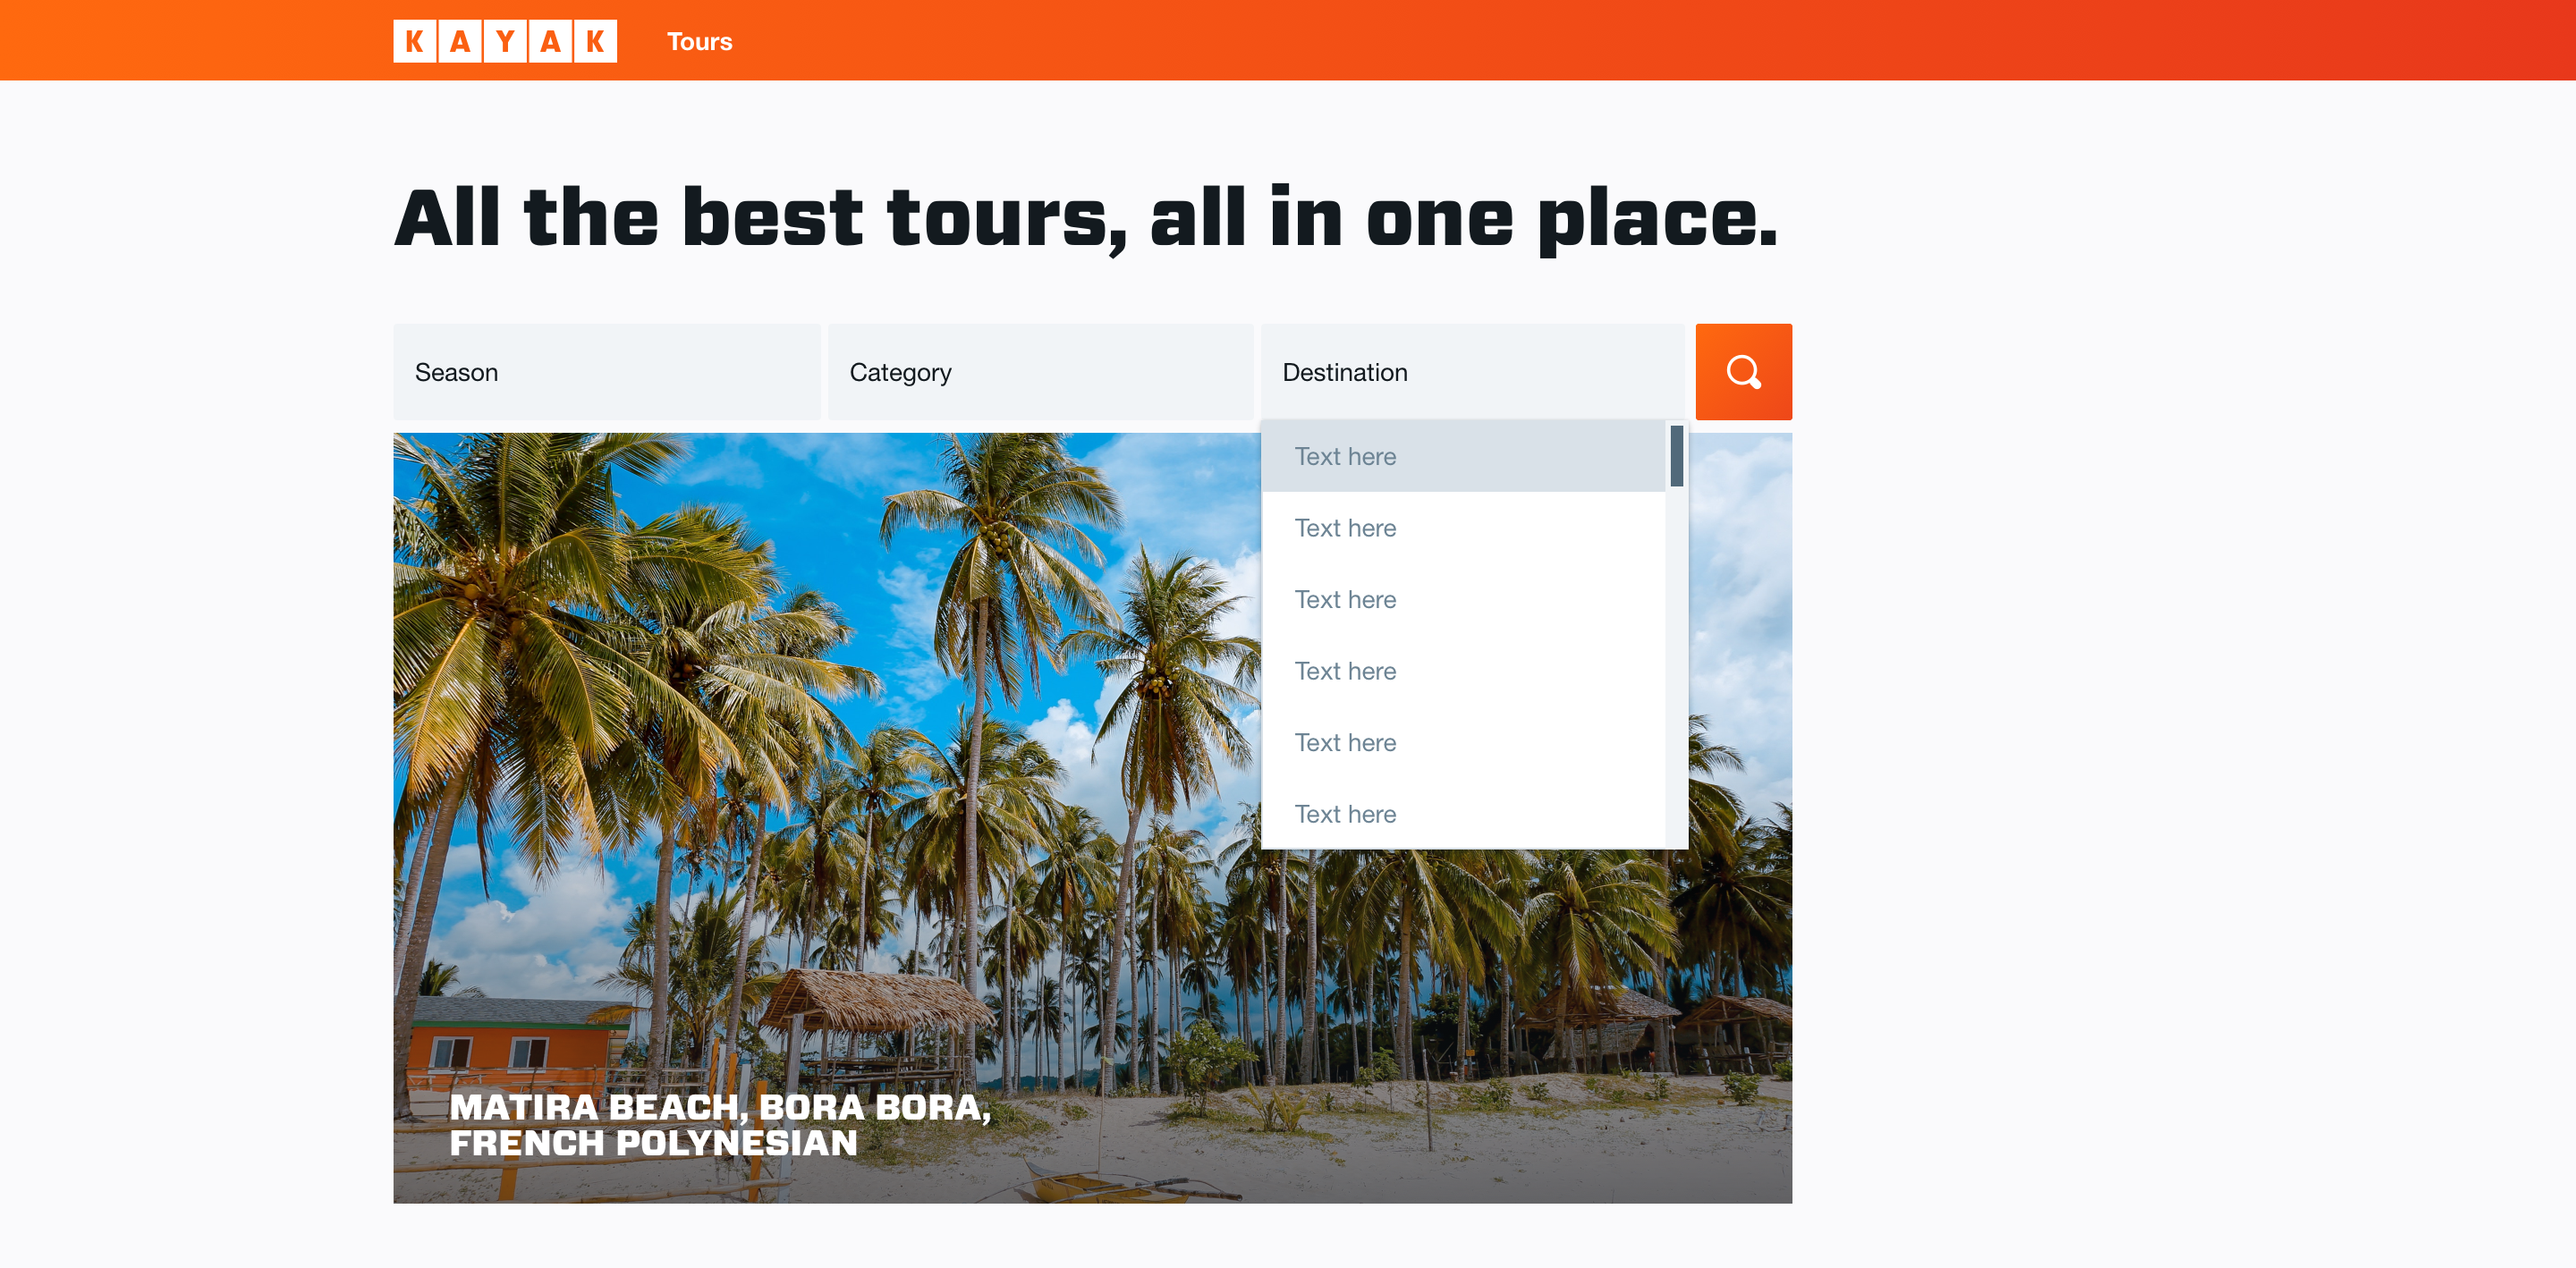 KAYAK Tours
All the best tours, all in one place.
Season Category Destination
Text here
Text here
Text here
Text here
Text here
Text here
MATIRA BEACH, BORA BORA,
FRENCH POLYNESIAN